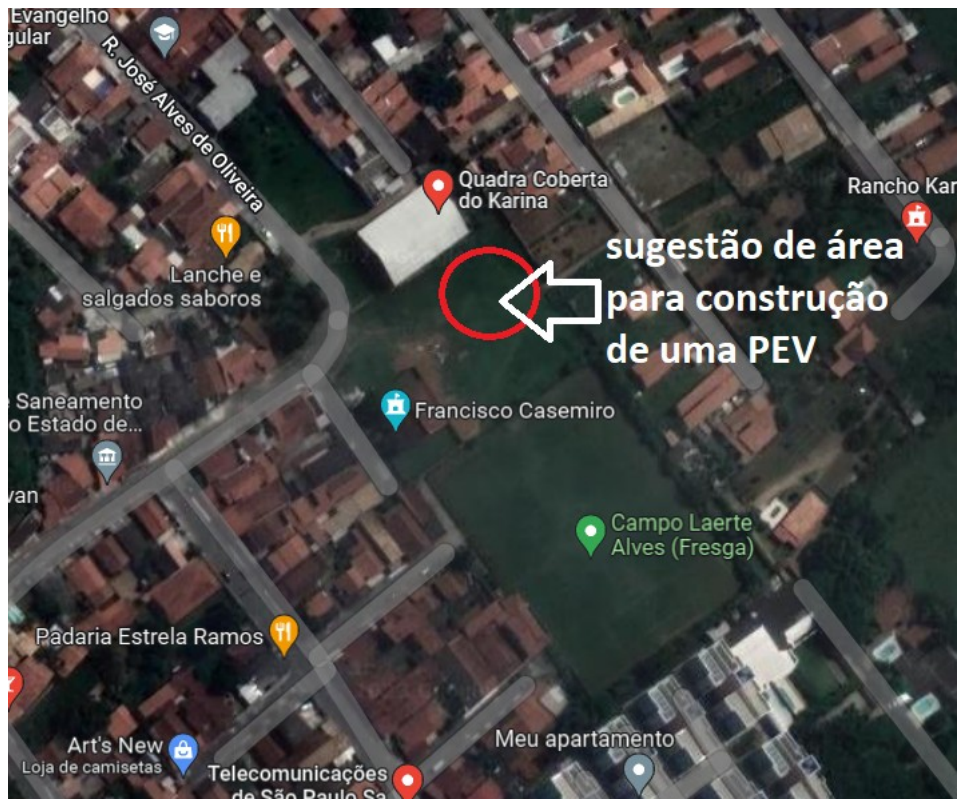 Evangelho
gular
R. José Alves de Oliveira
Quadra Coberta
do Karina
Rancho Kar
Lanche e
salgados saboros
sugestão de área
para construção
de uma PEV
Saneamento
o Estado de...
Francisco Casemiro
van
Campo Laerte
Alves (Fresga)
Padaria Estrela Ramos
Art's New
Loja de camisetas
Meu apartamento
Telecomunicações
de São Paulo Sa